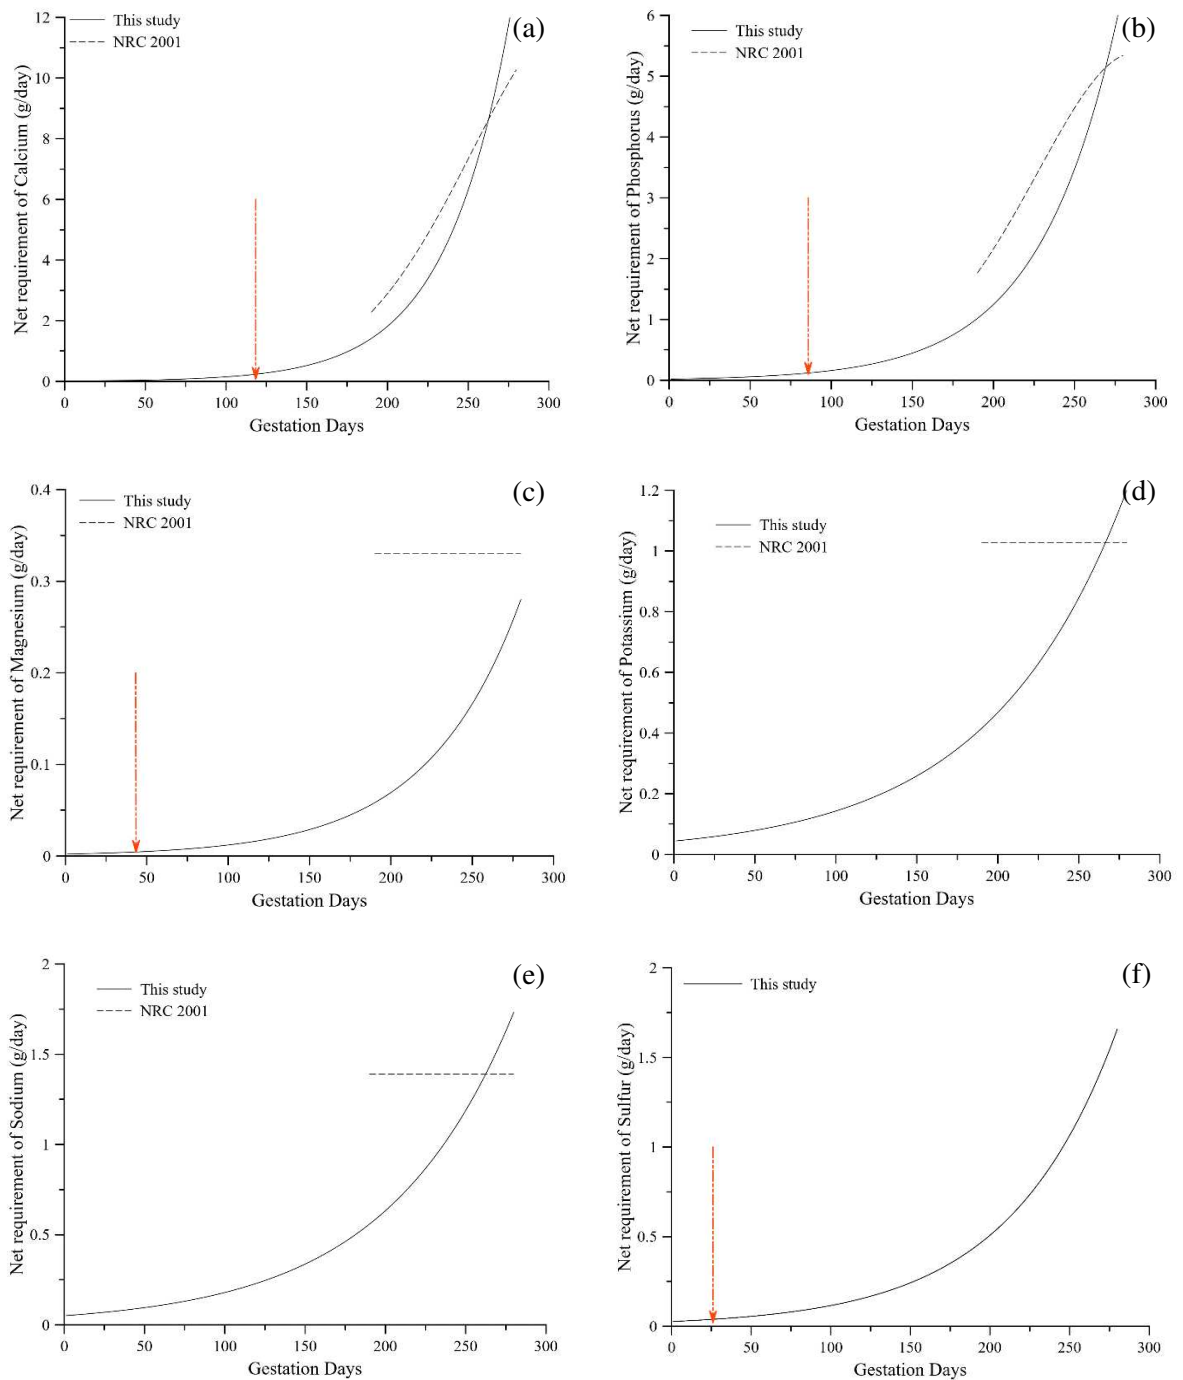 This study
NRC 2001
(a)
Net requirement of Calcium (g/day)
12
10
8
6
4
2
0
0 50 100 150 200 250 300
Gestation Days
This study
NRC 2001
(b)
Net requirement of Phosphorus (g/day)
6
5
4
3
2
1
0
0 50 100 150 200 250 300
Gestation Days
This study
NRC 2001
(c)
Net requirement of Magnesium (g/day)
0.4
0.3
0.2
0.1
0
0 50 100 150 200 250 300
Gestation Days
This study
NRC 2001
(d)
Net requirement of Potassium (g/day)
1.2
1
0.8
0.6
0.4
0.2
0
0 50 100 150 200 250 300
Gestation Days
This study
NRC 2001
(e)
Net requirement of Sodium (g/day)
2
1.5
1
0.5
0
0 50 100 150 200 250 300
Gestation Days
This study
(f)
Net requirement of Sulfur (g/day)
2
1.5
1
0.5
0
0 50 100 150 200 250 300
Gestation Days